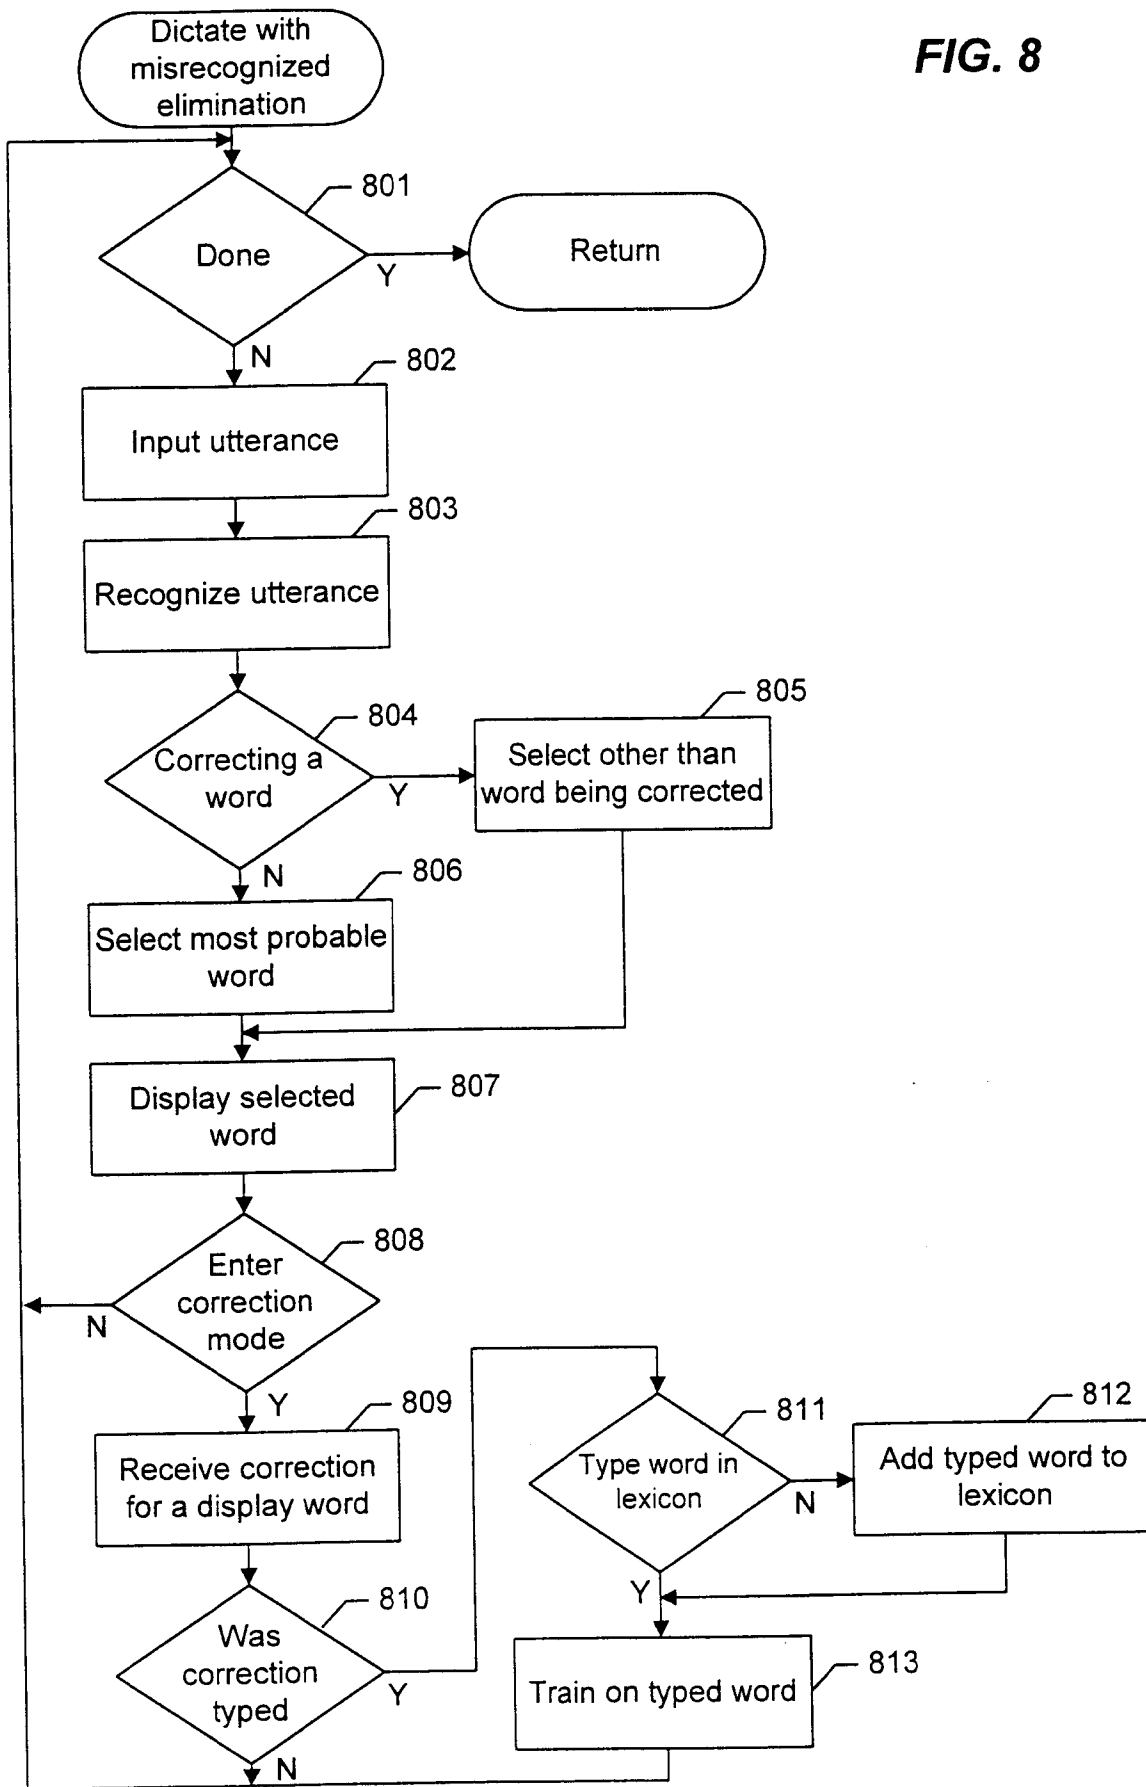 FIG. 8
Dictate with
misrecognized
elimination
801
Done
Y
Return
N
802
Input utterance
803
Recognize utterance
804
Correcting a
word
Y
805
Select other than
word being corrected
N
806
Select most probable
word
Display selected
word
807
808
Enter
correction
mode
N
Y
809
Receive correction
for a display word
810
Was
correction
typed
Y
N
811
Type word in
lexicon
N
Y
812
Add typed word to
lexicon
813
Train on typed word